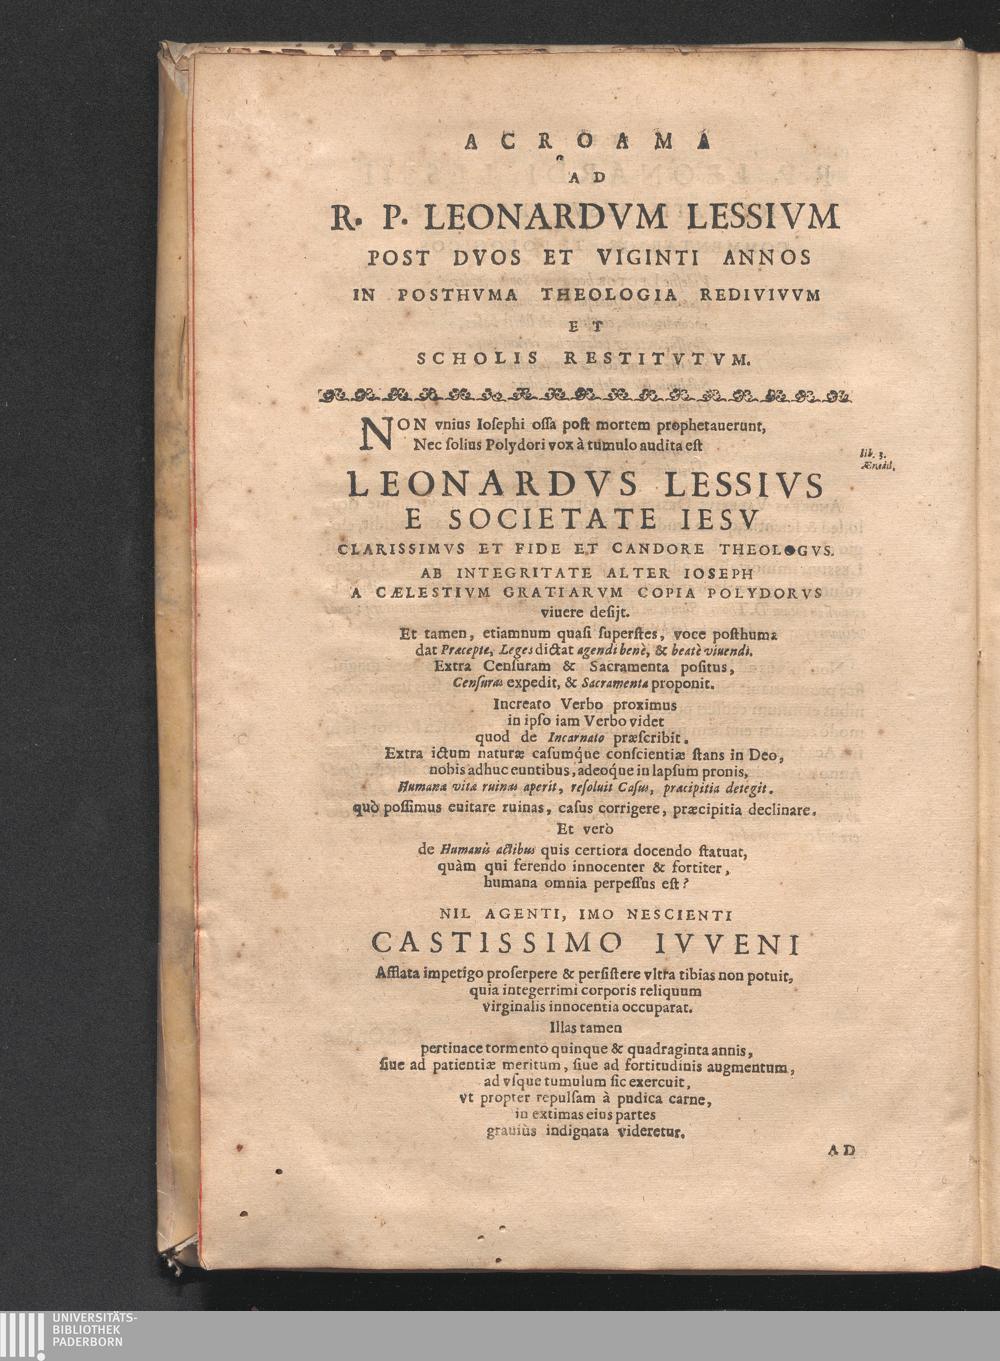 ACROAMA
AD
R. P. LEONARDVM LESSIVM
POST DVOS ET VIGINTI ANNOS
IN POSTHVMA THEOLOGIA REDIVIVVM
ET
SCHOLIS RESTITVTVM.
NON vnius Iosephi ossa post mortem prophetauerunt,
Nec solius Polydori vox à tumulo audita est
lib. 3.
Æneid.
LEONARDVS LESSIVS
E SOCIETATE IESV
CLARISSIMVS ET FIDE ET CANDORE THEOLOGVS.
AB INTEGRITATE ALTER IOSEPH
A CÆLESTIVM GRATIARVM COPIA POLYDORVS
viuere desijt.
Et tamen, etiamnum quasi superstes, voce posthuma
dat Præcepta, Leges dictat agendi benè, & beatè viuendi.
Extra Censuram & Sacramenta positus,
Censuras expedit, & Sacramenta proponit.
Increato Verbo proximus
in ipso iam Verbo videt
quod de Incarnato præscribit.
Extra ictum naturæ casumque conscientiæ stans in Deo,
nobis adhuc euntibus, adeoque in lapsum pronis,
Humanæ vitæ ruinas aperit, resoluit Casus, præcipitia detegit.
quò possimus euitare ruinas, casus corrigere, præcipitia declinare.
Et verò
de Humanis actibus quis certiora docendo statuat,
quàm qui ferendo innocenter & fortiter,
humana omnia perpessus est?
NIL AGENTI, IMO NESCIENTI
CASTISSIMO IVVENI
Afflata impetigo proserpere & persistere vltra tibias non potuit,
quia integerrimi corporis reliquum
virginalis innocentia occuparat.
Illas tamen
pertinace tormento quinque & quadraginta annis,
siue ad patientiæ meritum, siue ad fortitudinis augmentum,
ad vsque tumulum sic exercuit,
vt propter repulsam à pudica carne,
in extimas eius partes
grauiùs indignata videretur.
AD
UNIVERSITÄTS-
BIBLIOTHEK
PADERBORN